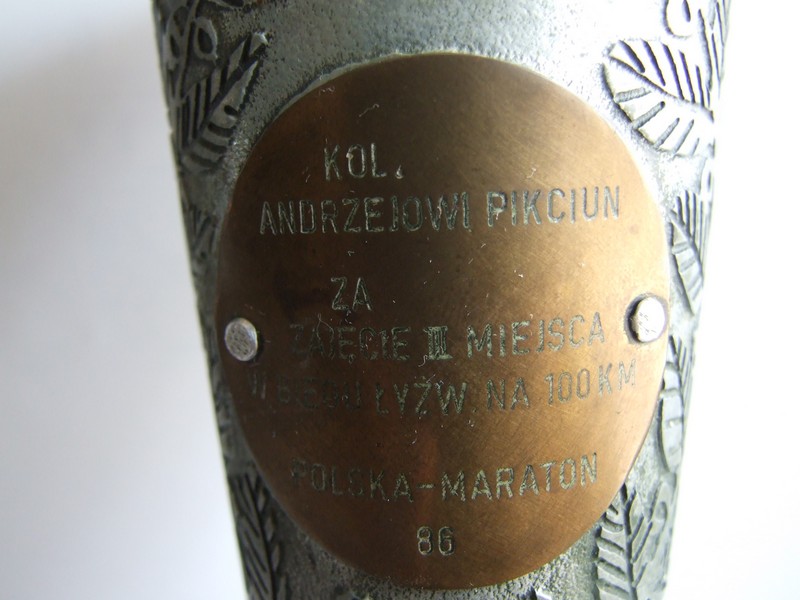 KOL.
ANDRZEJOWI PIKCIUN
ZA
ZAJĘCIE III MIEJSCA
W BIEGU ŁYŻW. NA 100 KM
POLSKA-MARATON
86